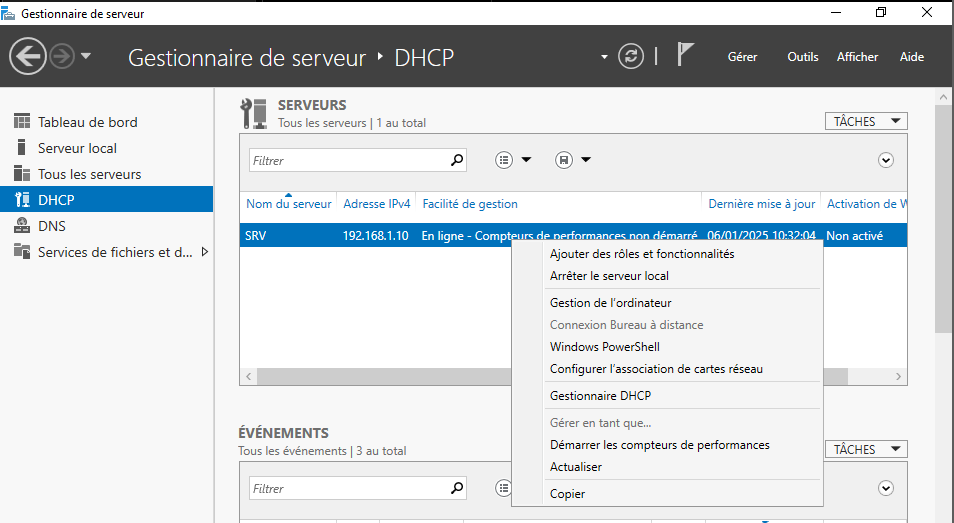 Gestionnaire de serveur
Gestionnaire de serveur ‣ DHCP
Gérer Outils Afficher Aide
Tableau de bord
Serveur local
Tous les serveurs
DHCP
DNS
Services de fichiers et d...
SERVEURS
Tous les serveurs | 1 au total
TÂCHES
Filtrer
Nom du serveur Adresse IPv4 Facilité de gestion Dernière mise à jour Activation de W
SRV 192.168.1.10 En ligne - Compteurs de performances non démarré 06/01/2025 10:32:04 Non activé
Ajouter des rôles et fonctionnalités
Arrêter le serveur local
Gestion de l'ordinateur
Connexion Bureau à distance
Windows PowerShell
Configurer l'association de cartes réseau
Gestionnaire DHCP
Gérer en tant que...
Démarrer les compteurs de performances
Actualiser
Copier
ÉVÉNEMENTS
Tous les événements | 3 au total
TÂCHES
Filtrer